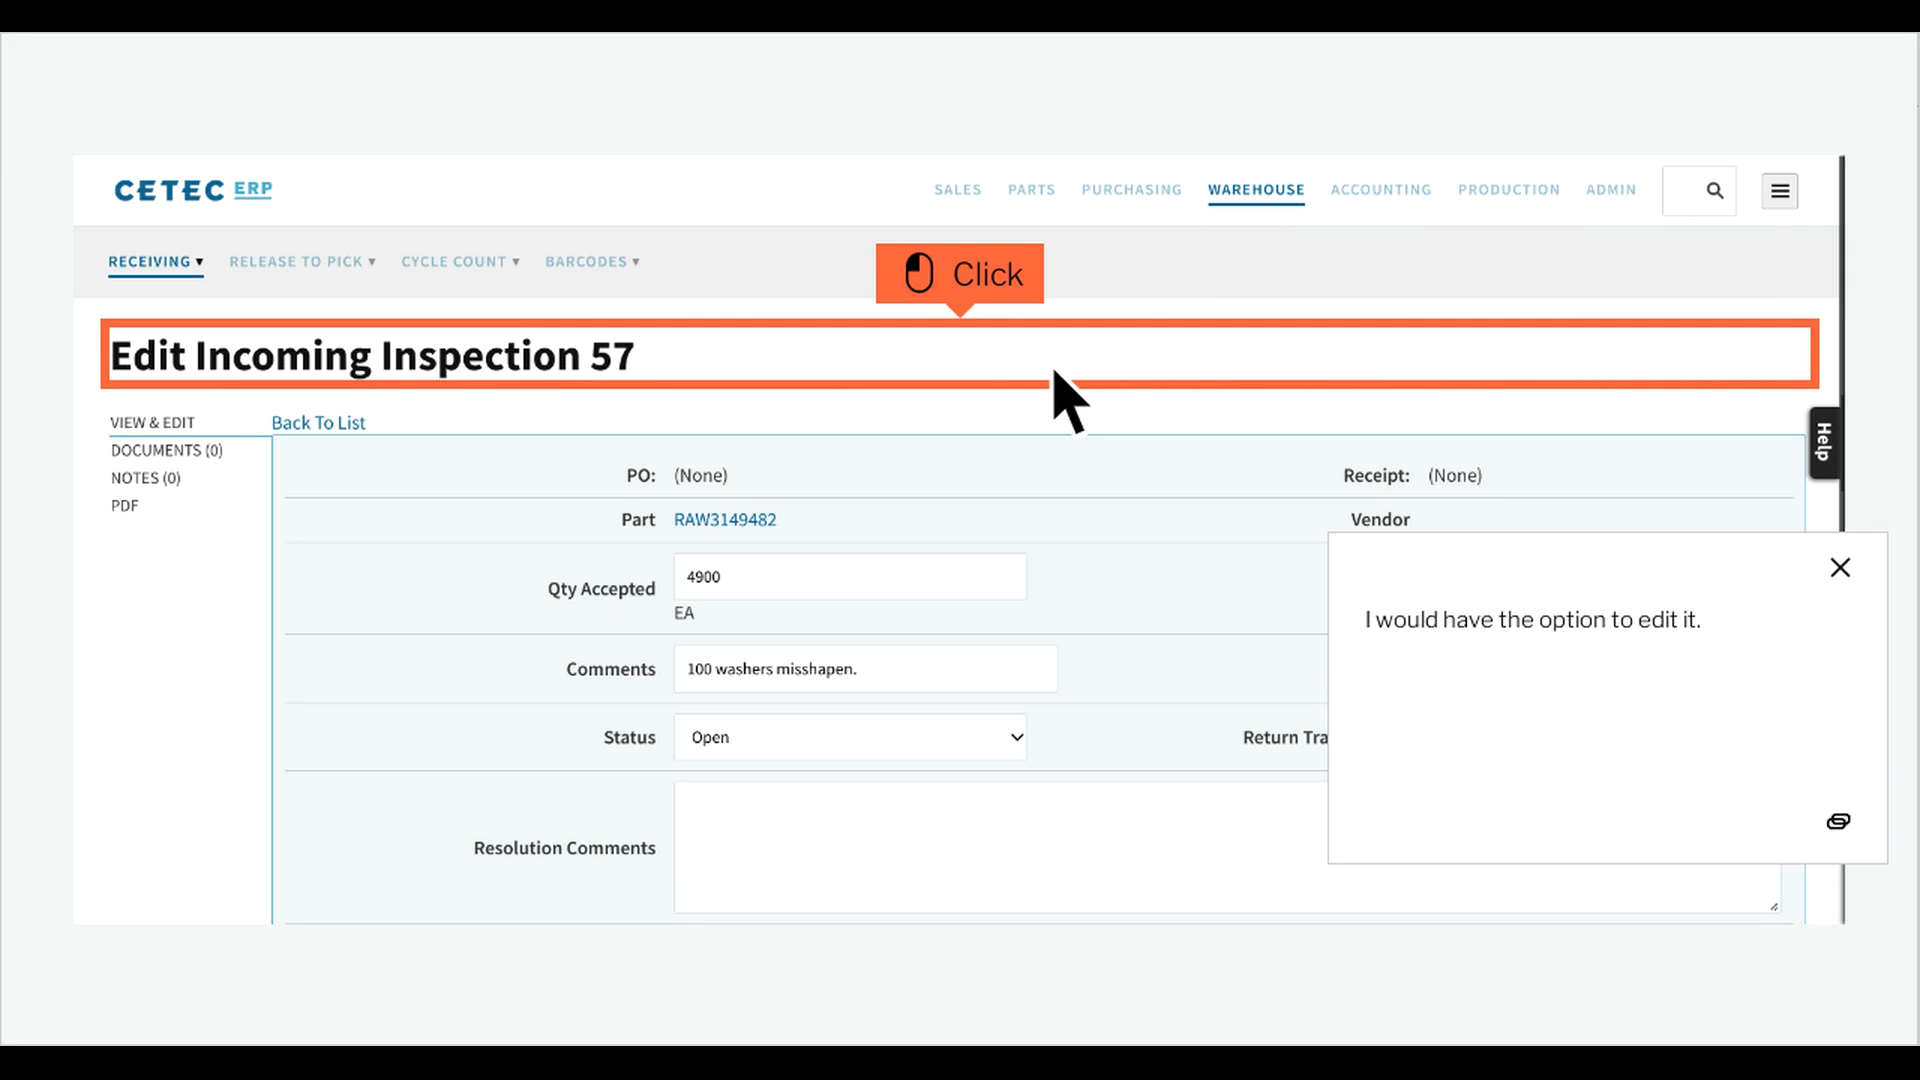 CETEC ERP
SALES PARTS PURCHASING WAREHOUSE ACCOUNTING PRODUCTION ADMIN
RECEIVING ▾ RELEASE TO PICK ▾ CYCLE COUNT ▾ BARCODES ▾
Click
Edit Incoming Inspection 57
VIEW & EDIT
DOCUMENTS (0)
NOTES (0)
PDF
Back To List
Help
PO: (None) Receipt: (None)
Part RAW3149482 Vendor
Qty Accepted 4900
EA
I would have the option to edit it.
Comments 100 washers misshapen.
Status Open Return Tra
Resolution Comments